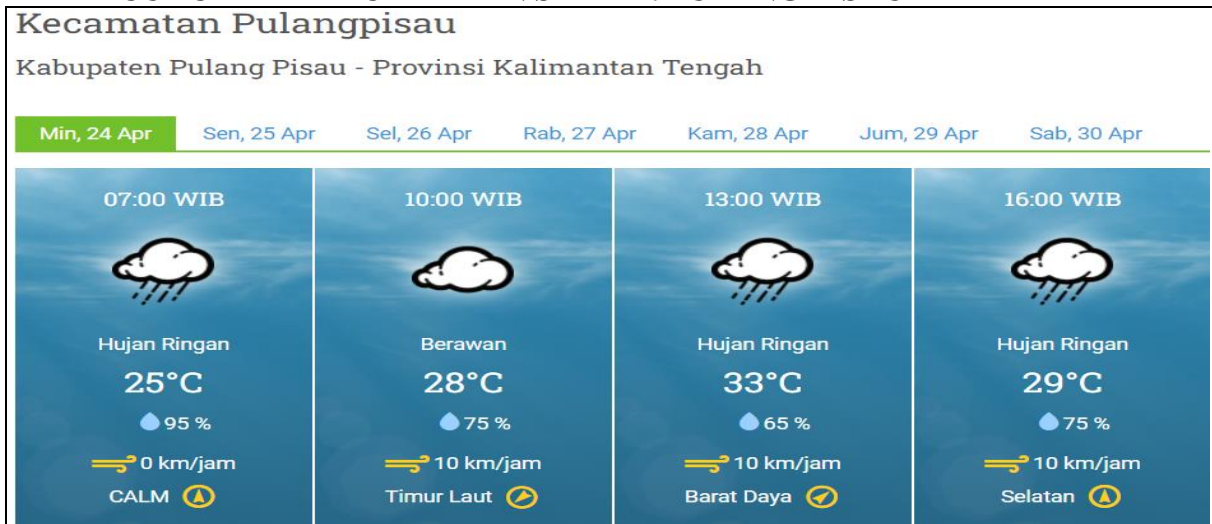 Kecamatan Pulangpisau
Kabupaten Pulang Pisau - Provinsi Kalimantan Tengah
Min, 24 Apr Sen, 25 Apr Sel, 26 Apr Rab, 27 Apr Kam, 28 Apr Jum, 29 Apr Sab, 30 Apr
07:00 WIB 10:00 WIB 13:00 WIB 16:00 WIB
Hujan Ringan Berawan Hujan Ringan Hujan Ringan
25°C 28°C 33°C 29°C
95 % 75 % 65 % 75 %
0 km/jam 10 km/jam 10 km/jam 10 km/jam
CALM Timur Laut Barat Daya Selatan